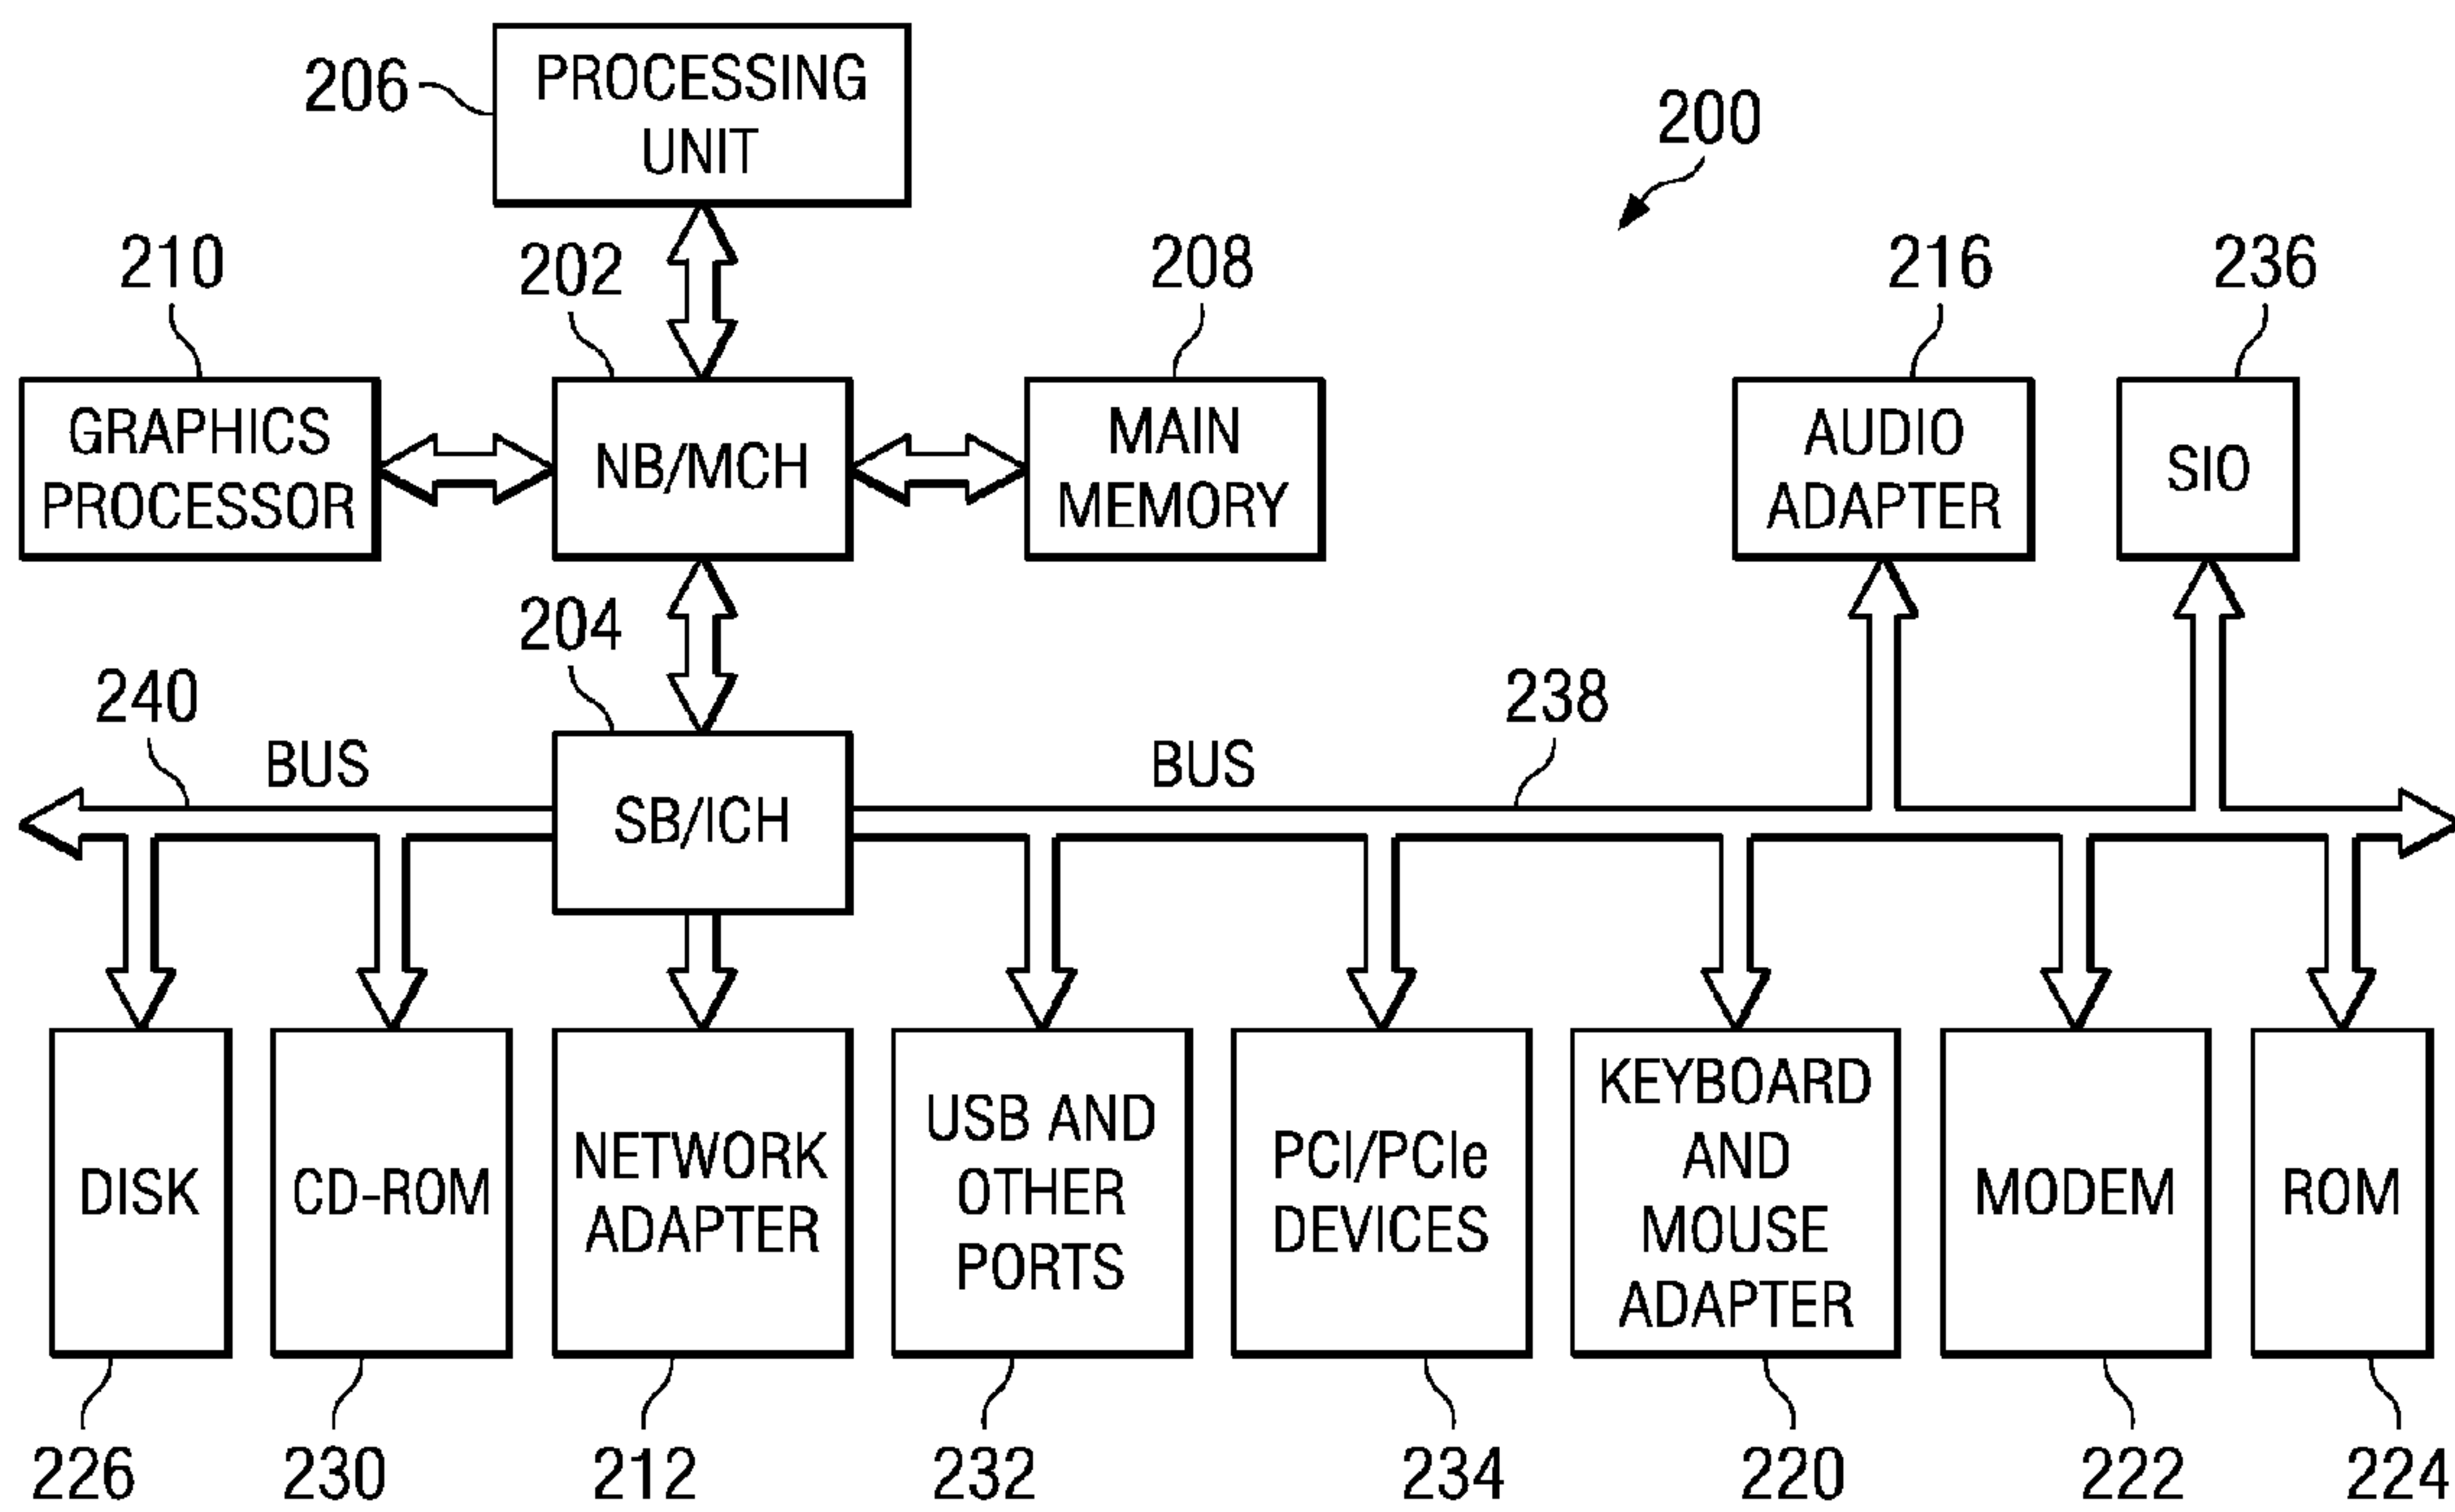 206
PROCESSING
UNIT
200
210
202
208
216
236
GRAPHICS
PROCESSOR
NB/MCH
MAIN
MEMORY
AUDIO
ADAPTER
SIO
204
240
BUS
BUS
238
SB/ICH
DISK
CD-ROM
NETWORK
ADAPTER
USB AND
OTHER
PORTS
PCI/PCIe
DEVICES
KEYBOARD
AND
MOUSE
ADAPTER
MODEM
ROM
226
230
212
232
234
220
222
224